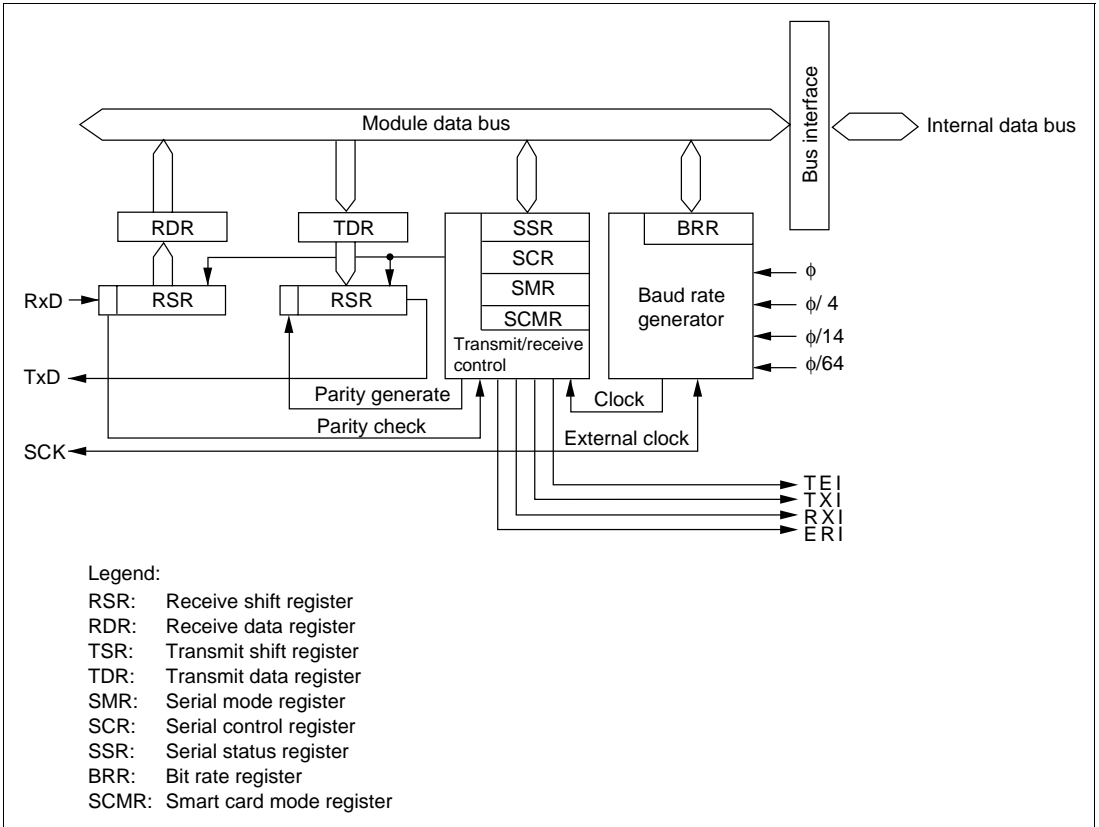 Module data bus
Bus interface
Internal data bus
RDR
TDR
SSR
BRR
SCR
SMR
SCMR
RxD
RSR
RSR
Transmit/receive
control
Baud rate
generator
ϕ
ϕ/ 4
ϕ/14
ϕ/64
TxD
Parity generate
Clock
Parity check
External clock
SCK
TEI
TXI
RXI
ERI
Legend:
RSR: Receive shift register
RDR: Receive data register
TSR: Transmit shift register
TDR: Transmit data register
SMR: Serial mode register
SCR: Serial control register
SSR: Serial status register
BRR: Bit rate register
SCMR: Smart card mode register